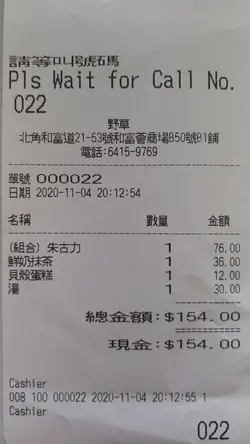 請等叫號碼
Pls Wait for Call No.
022
野草
北角和富道21-53號和富薈商場B50號B1舖
電話:6415-9769
單號 000022
日期 2020-11-04 20:12:54
名稱 數量 金額
(組合) 朱古力 1 76.00
鮮奶抹茶 1 36.00
貝殼蛋糕 1 12.00
湯 1 30.00
總金額:$154.00
現金:$154.00
Cashier
008 100 000022 2020-11-04 20:12:55 1
Cashier
022